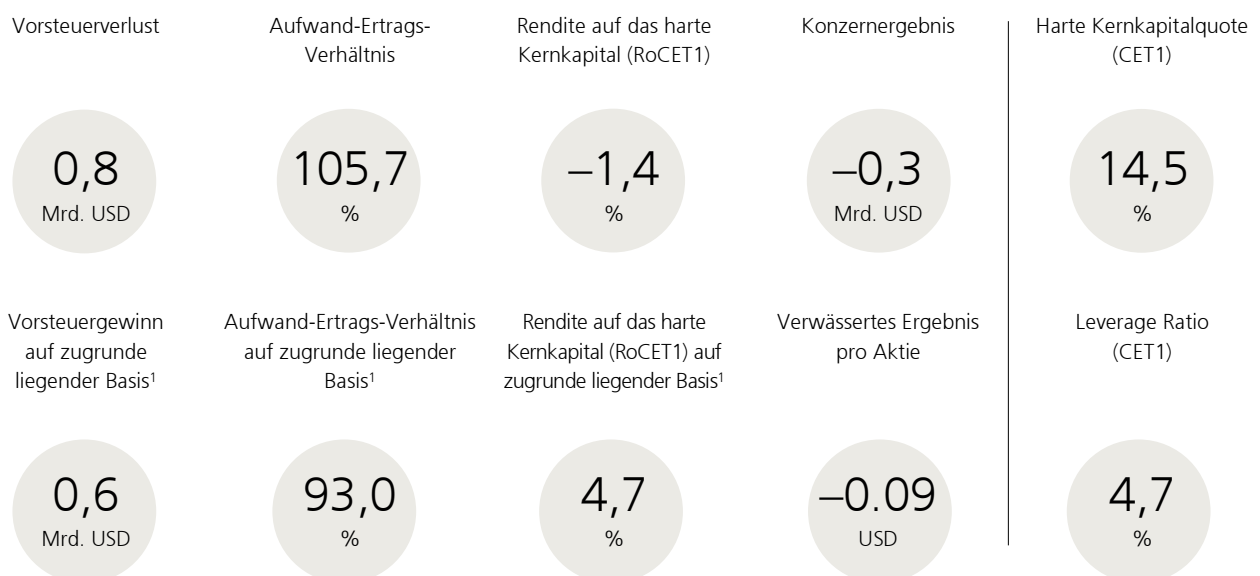 Vorsteuerverlust
0,8
Mrd. USD
Aufwand-Ertrags-
Verhältnis
105,7
%
Rendite auf das harte
Kernkapital (RoCET1)
–1,4
%
Konzernergebnis
–0,3
Mrd. USD
Harte Kernkapitalquote
(CET1)
14,5
%
Vorsteuergewinn
auf zugrunde
liegender Basis¹
0,6
Mrd. USD
Aufwand-Ertrags-Verhältnis
auf zugrunde liegender
Basis¹
93,0
%
Rendite auf das harte
Kernkapital (RoCET1) auf
zugrunde liegender Basis¹
4,7
%
Verwässertes Ergebnis
pro Aktie
–0.09
USD
Leverage Ratio
(CET1)
4,7
%